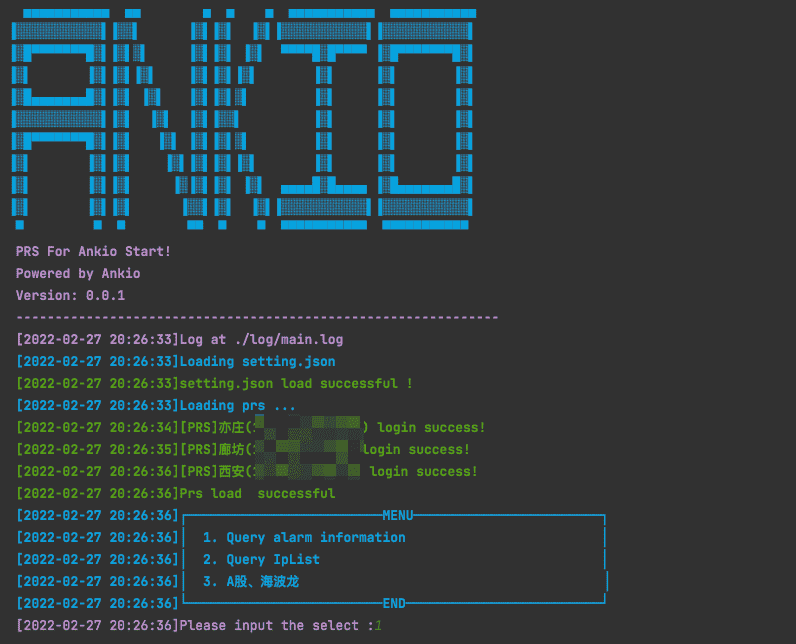 ANKIO
PRS For Ankio Start!
Powered by Ankio
Version: 0.0.1
--------------------------------------------------------------
[2022-02-27 20:26:33]Log at ./log/main.log
[2022-02-27 20:26:33]Loading setting.json
[2022-02-27 20:26:33]setting.json load successful !
[2022-02-27 20:26:33]Loading prs ...
[2022-02-27 20:26:34][PRS]亦庄( ) login success!
[2022-02-27 20:26:35][PRS]廊坊( login success!
[2022-02-27 20:26:36][PRS]西安( login success!
[2022-02-27 20:26:36]Prs load  successful
[2022-02-27 20:26:36] MENU
[2022-02-27 20:26:36] 1. Query alarm information
[2022-02-27 20:26:36] 2. Query IpList
[2022-02-27 20:26:36] 3. A股、海波龙
[2022-02-27 20:26:36] END
[2022-02-27 20:26:36]Please input the select :1